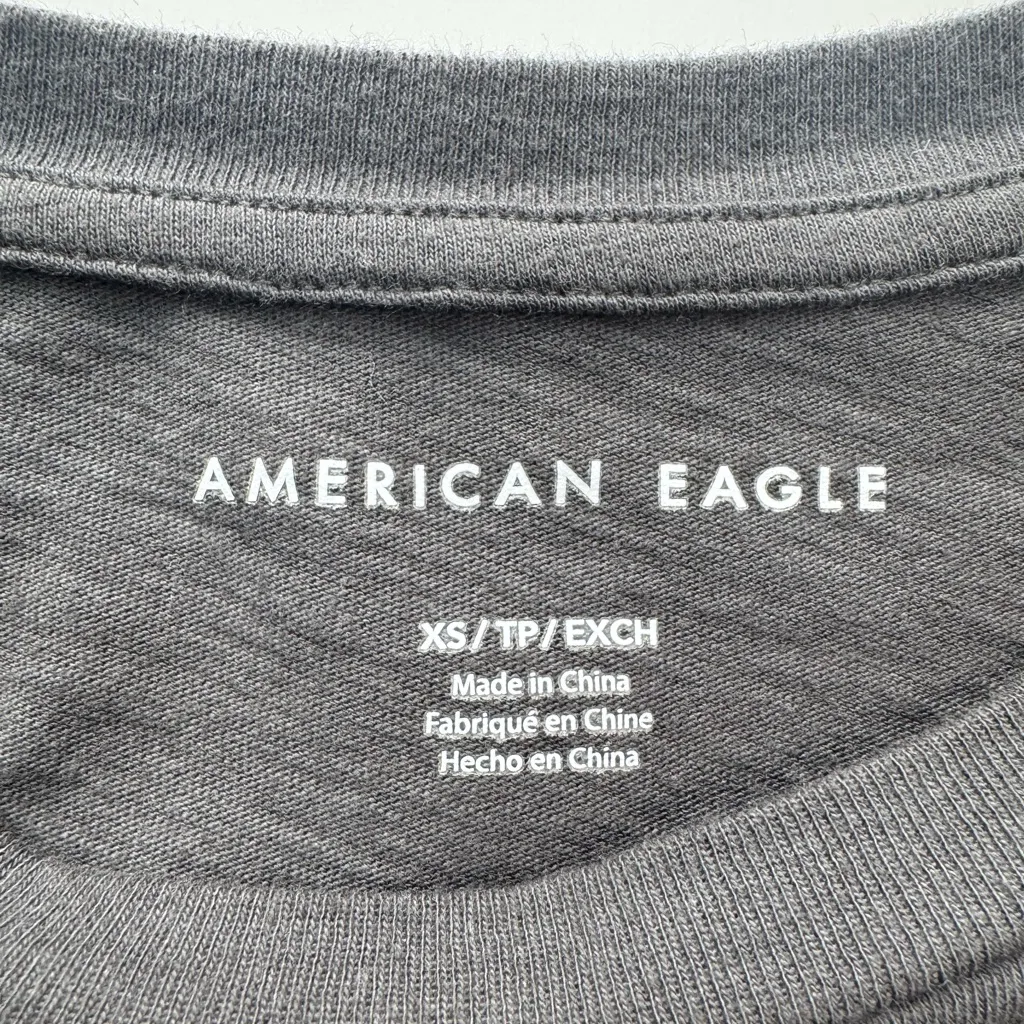 AMERICAN EAGLE
XS/TP/EXCH
Made in China
Fabriqué en Chine
Hecho en China